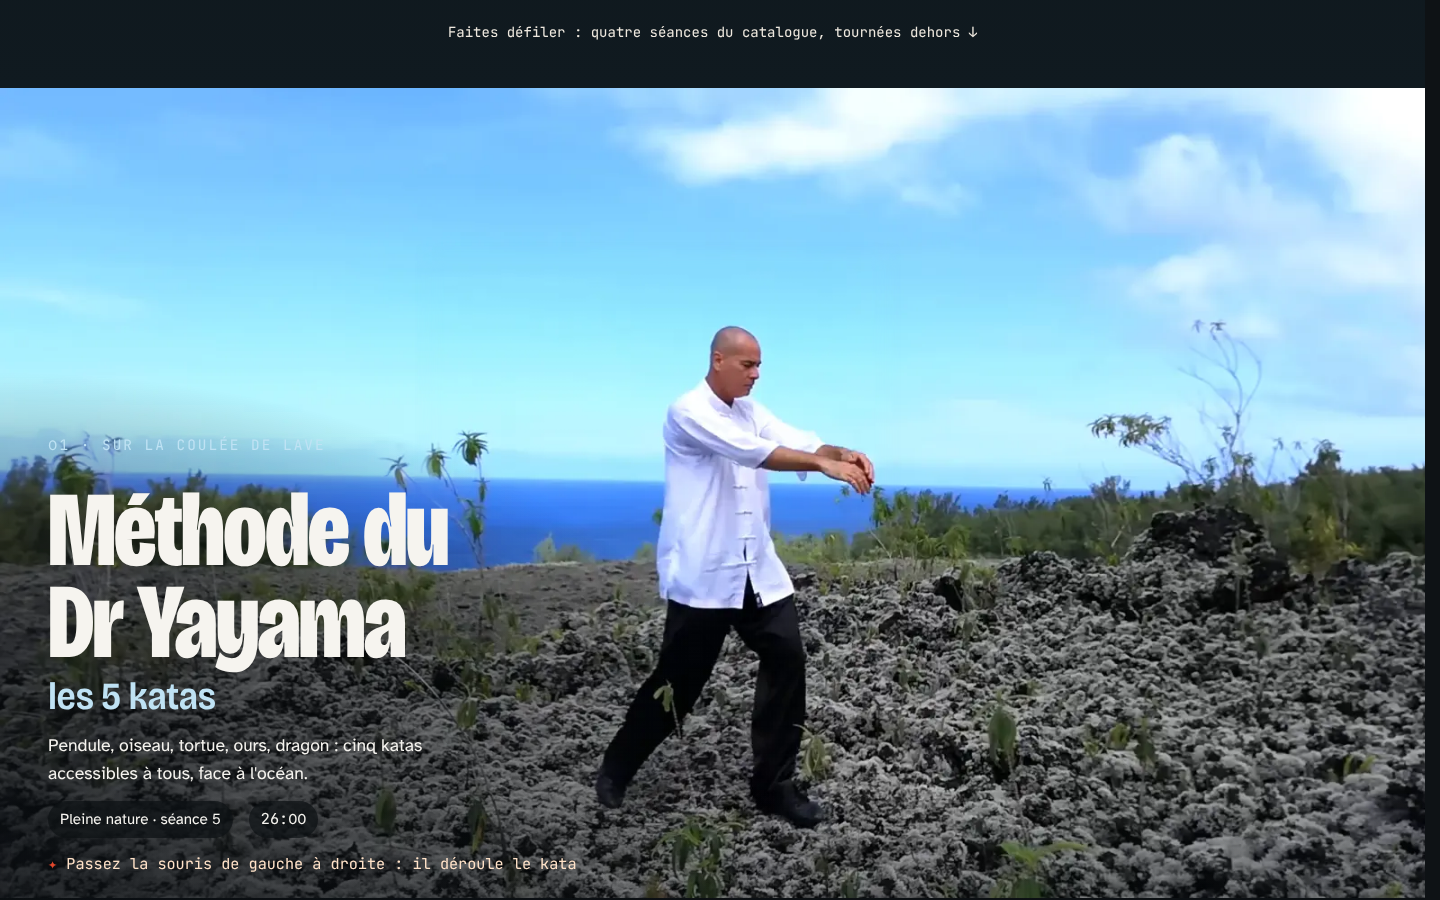 Faites défiler : quatre séances du catalogue, tournées dehors ↓
01 · SUR LA COULÉE DE LAVE
Méthode du
Dr Yayama
les 5 katas
Pendule, oiseau, tortue, ours, dragon : cinq katas
accessibles à tous, face à l'océan.
Pleine nature · séance 5
26:00
✦ Passez la souris de gauche à droite : il déroule le kata